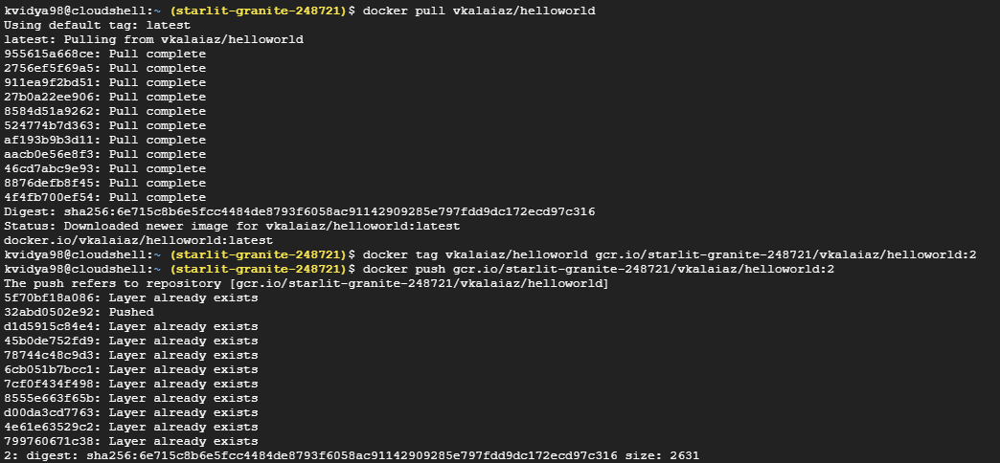 kvidya98@cloudshell:~ (starlit-granite-248721)$ docker pull vkalaiaz/helloworld
Using default tag: latest
latest: Pulling from vkalaiaz/helloworld
955615a668ce: Pull complete
2756ef5f69a5: Pull complete
911ea9f2bd51: Pull complete
27b0a22ee906: Pull complete
8584d51a9262: Pull complete
524774b7d363: Pull complete
af193b9b3d11: Pull complete
aacb0e56e8f3: Pull complete
46cd7abc9e93: Pull complete
8876defb8f45: Pull complete
4f4fb700ef54: Pull complete
Digest: sha256:6e715c8b6e5fcc4484de8793f6058ac91142909285e797fdd9dc172ecd97c316
Status: Downloaded newer image for vkalaiaz/helloworld:latest
docker.io/vkalaiaz/helloworld:latest
kvidya98@cloudshell:~ (starlit-granite-248721)$ docker tag vkalaiaz/helloworld gcr.io/starlit-granite-248721/vkalaiaz/helloworld:2
kvidya98@cloudshell:~ (starlit-granite-248721)$ docker push gcr.io/starlit-granite-248721/vkalaiaz/helloworld:2
The push refers to repository [gcr.io/starlit-granite-248721/vkalaiaz/helloworld]
5f70bf18a086: Layer already exists
32abd0502e92: Pushed
d1d5915c84e4: Layer already exists
45b0de752fd9: Layer already exists
78744c48c9d3: Layer already exists
6cb051b7bcc1: Layer already exists
7cf0f434f498: Layer already exists
8555e663f65b: Layer already exists
d00da3cd7763: Layer already exists
4e61e63529c2: Layer already exists
799760671c38: Layer already exists
2: digest: sha256:6e715c8b6e5fcc4484de8793f6058ac91142909285e797fdd9dc172ecd97c316 size: 2631